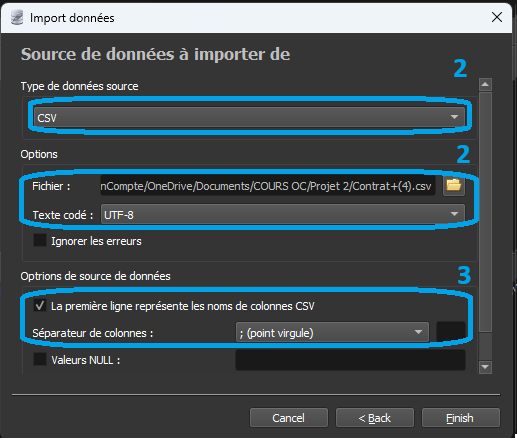 Import données
Source de données à importer de
2
Type de données source
CSV
2
Options
Fichier : nCompte/OneDrive/Documents/COURS OC/Projet 2/Contrat+(4).csv
Texte codé : UTF-8
Ignorer les erreurs
3
Optrions de source de données
La première ligne représente les noms de colonnes CSV
Séparateur de colonnes : ; (point virgule)
Valeurs NULL :
Cancel < Back Finish